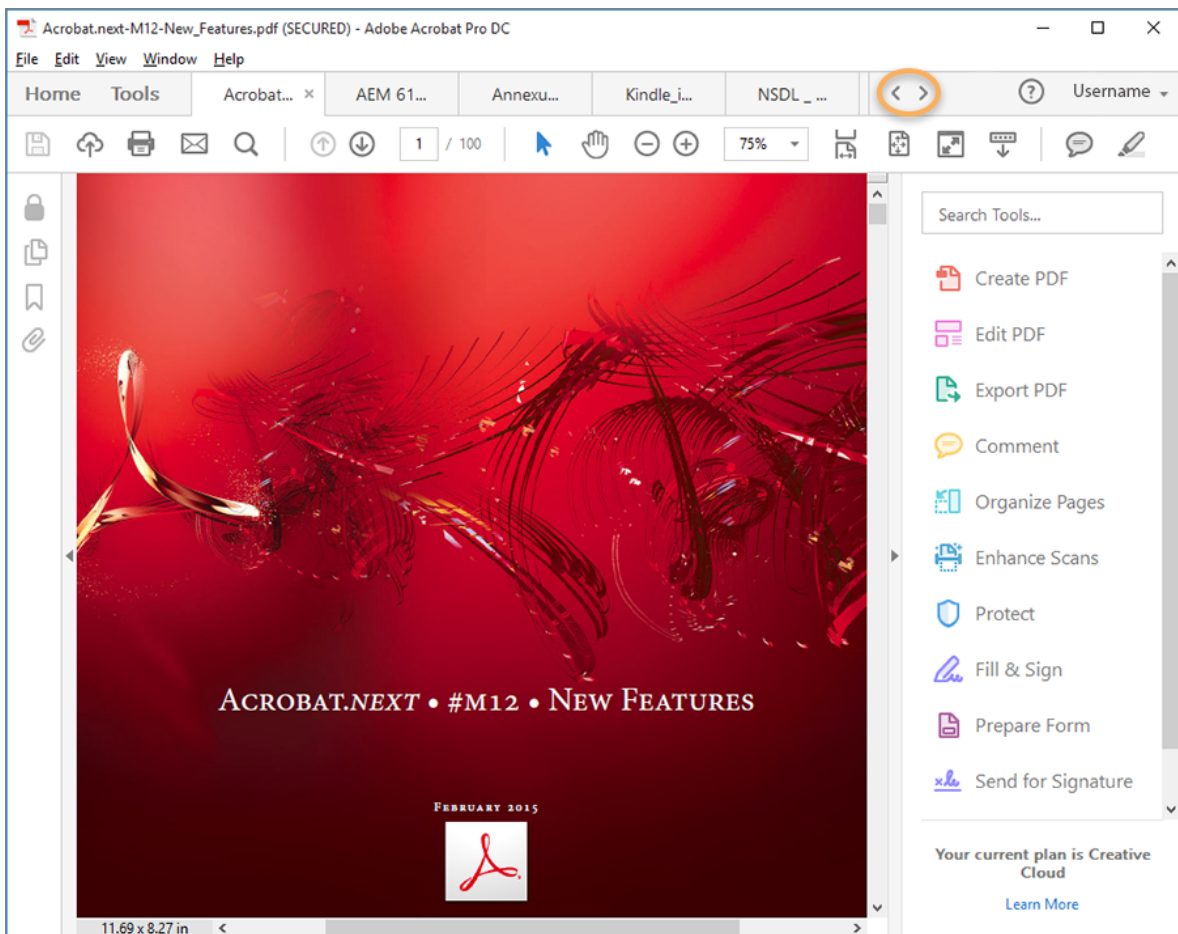 Acrobat.next-M12-New_Features.pdf (SECURED) - Adobe Acrobat Pro DC
File Edit View Window Help
Home Tools Acrobat... × AEM 61... Annexu... Kindle_i... NSDL _ ... < > ? Username
1 / 100 75%
Search Tools...
Create PDF
Edit PDF
Export PDF
Comment
Organize Pages
Enhance Scans
Protect
Fill & Sign
Prepare Form
Send for Signature
ACROBAT.NEXT • #M12 • NEW FEATURES
FEBRUARY 2015
Your current plan is Creative
Cloud
Learn More
11.69 x 8.27 in